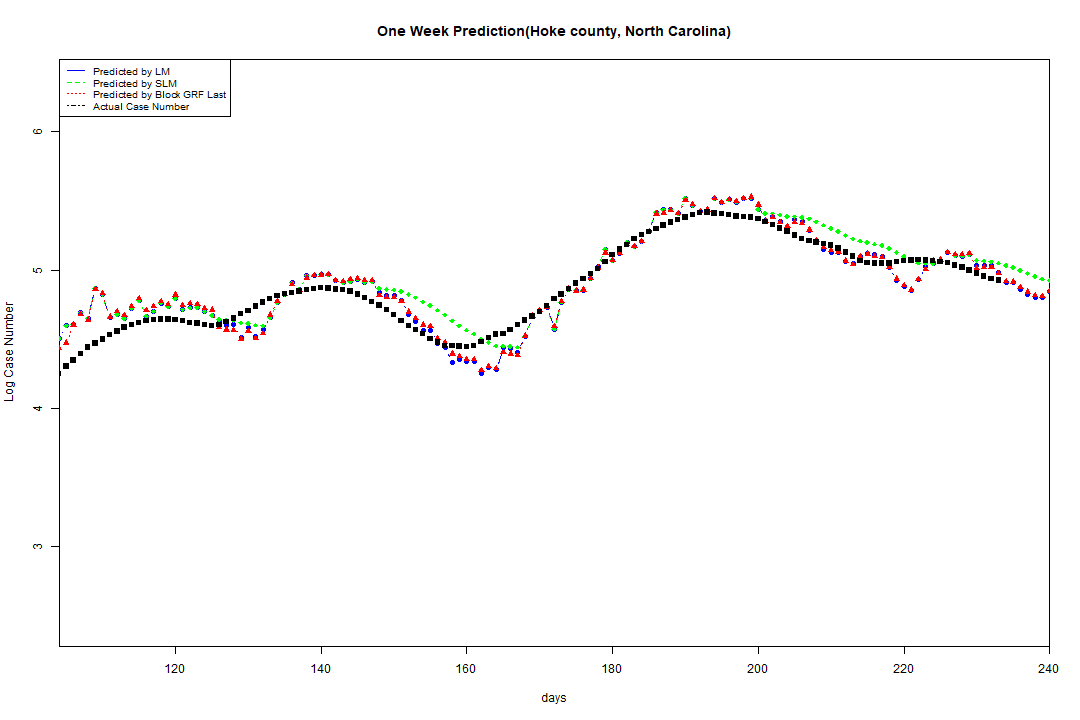 One Week Prediction(Hoke county, North Carolina)
Predicted by LM
Predicted by SLM
Predicted by Block GRF Last
Actual Case Number
6
5
4
3
Log Case Number
120 140 160 180 200 220 240
days